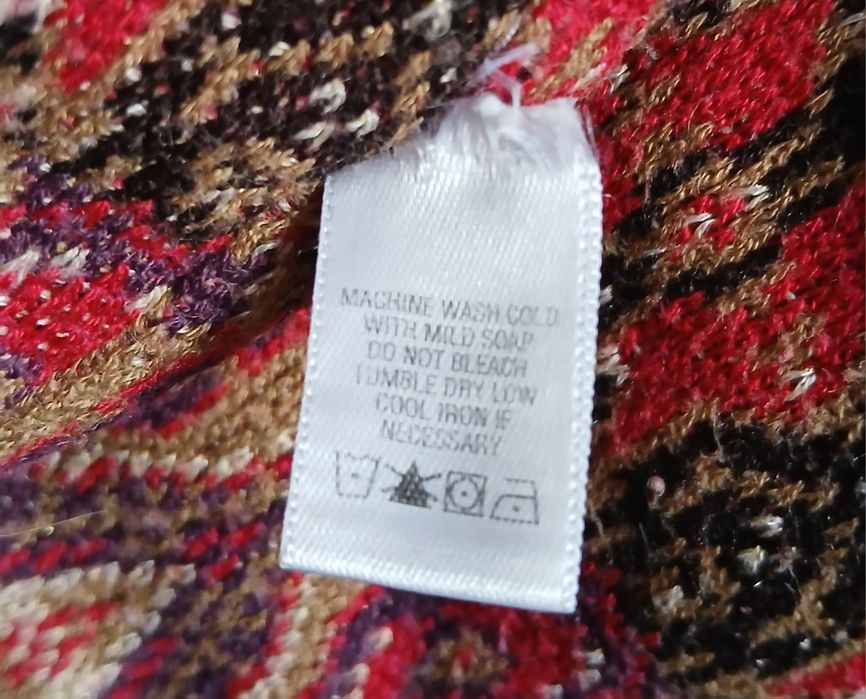 MACHINE WASH COLD
WITH MILD SOAP
DO NOT BLEACH
TUMBLE DRY LOW
COOL IRON IF
NECESSARY